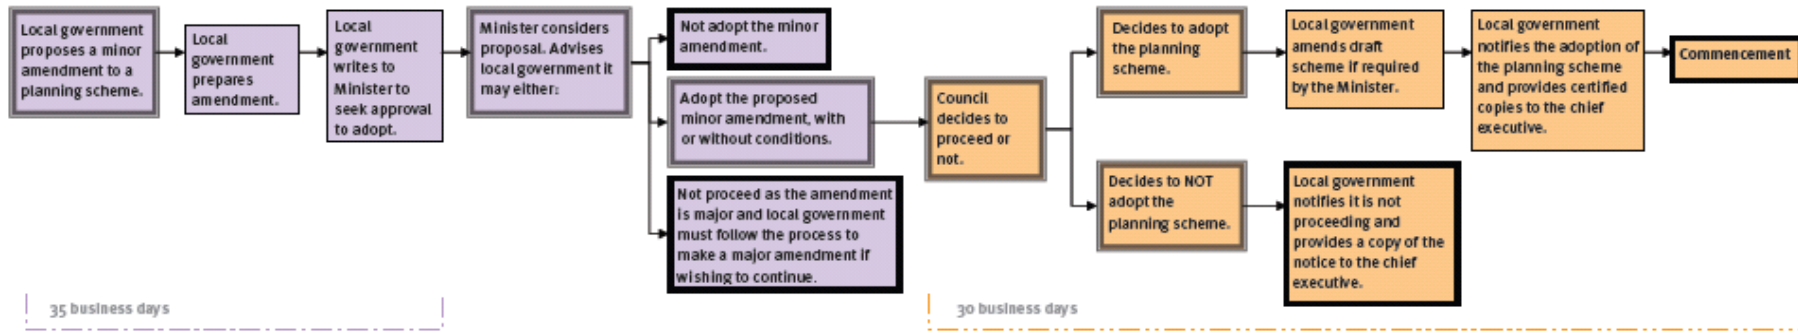 Local government
proposes a minor
amendment to a
planning scheme.
Local
government
prepares
amendment.
Local
government
writes to
Minister to
seek approval
to adopt.
Minister considers
proposal. Advises
local government it
may either:
Not adopt the minor
amendment.
Adopt the proposed
minor amendment, with
or without conditions.
Not proceed as the amendment
is major and local government
must follow the process to
make a major amendment if
wishing to continue.
Council
decides to
proceed or
not.
Decides to adopt
the planning
scheme.
Local government
amends draft
scheme if required
by the Minister.
Local government
notifies the adoption of
the planning scheme
and provides certified
copies to the chief
executive.
Commencement
Decides to NOT
adopt the
planning scheme.
Local government
notifies it is not
proceeding and
provides a copy of the
notice to the chief
executive.
35 business days
30 business days